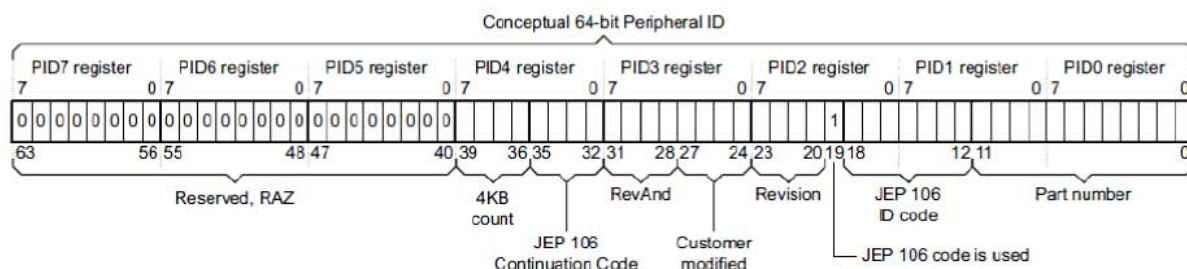 Conceptual 64-bit Peripheral ID
PID7 register PID6 register PID5 register PID4 register PID3 register PID2 register PID1 register PID0 register
7 0 7 0 7 0 7 0 7 0 7 0 7 0 7 0
0 0 0 0 0 0 0 0 0 0 0 0 0 0 0 0 0 0 0 0 0 0 0 0 1
63 56 55 48 47 40 39 36 35 32 31 28 27 24 23 20 19 18 12 11 0
Reserved, RAZ 4KB RevAnd Revision JEP 106 Part number
count ID code
JEP 106 Customer JEP 106 code is used
Continuation Code modified